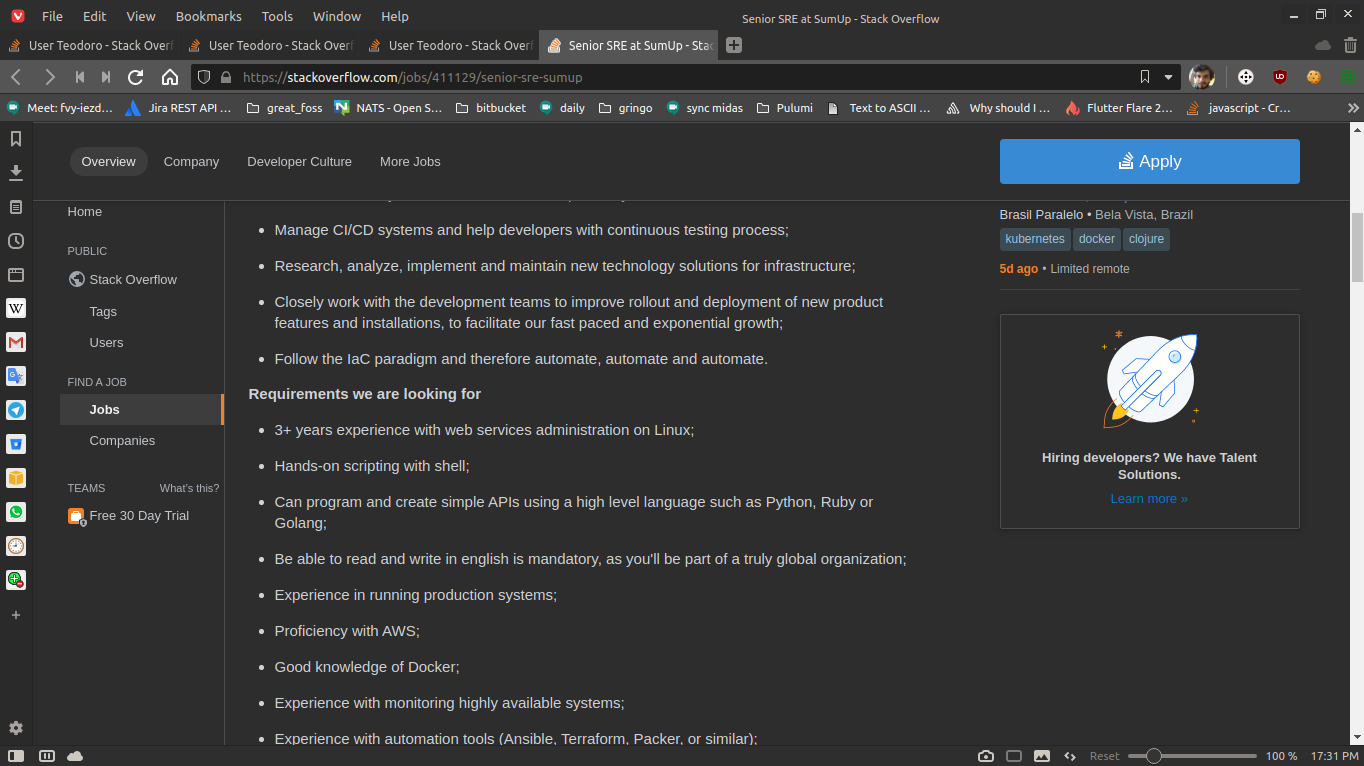 File Edit View Bookmarks Tools Window Help
Senior SRE at SumUp - Stack Overflow
User Teodoro - Stack Overf
User Teodoro - Stack Overf
User Teodoro - Stack Overf
Senior SRE at SumUp - Stac
https://stackoverflow.com/jobs/411129/senior-sre-sumup
Meet: fvy-iezd... Jira REST API ... great_foss NATS - Open S... bitbucket daily gringo sync midas Pulumi Text to ASCII ... Why should I ... Flutter Flare 2... javascript - Cr...
Overview Company Developer Culture More Jobs
Apply
Home
PUBLIC
Stack Overflow
Tags
Users
FIND A JOB
Jobs
Companies
TEAMS What's this?
Free 30 Day Trial
Manage CI/CD systems and help developers with continuous testing process;
Research, analyze, implement and maintain new technology solutions for infrastructure;
Closely work with the development teams to improve rollout and deployment of new product
features and installations, to facilitate our fast paced and exponential growth;
Follow the IaC paradigm and therefore automate, automate and automate.
Requirements we are looking for
3+ years experience with web services administration on Linux;
Hands-on scripting with shell;
Can program and create simple APIs using a high level language such as Python, Ruby or
Golang;
Be able to read and write in english is mandatory, as you'll be part of a truly global organization;
Experience in running production systems;
Proficiency with AWS;
Good knowledge of Docker;
Experience with monitoring highly available systems;
Experience with automation tools (Ansible, Terraform, Packer, or similar);
Brasil Paralelo • Bela Vista, Brazil
kubernetes docker clojure
5d ago • Limited remote
Hiring developers? We have Talent
Solutions.
Learn more »
Reset 100 % 17:31 PM